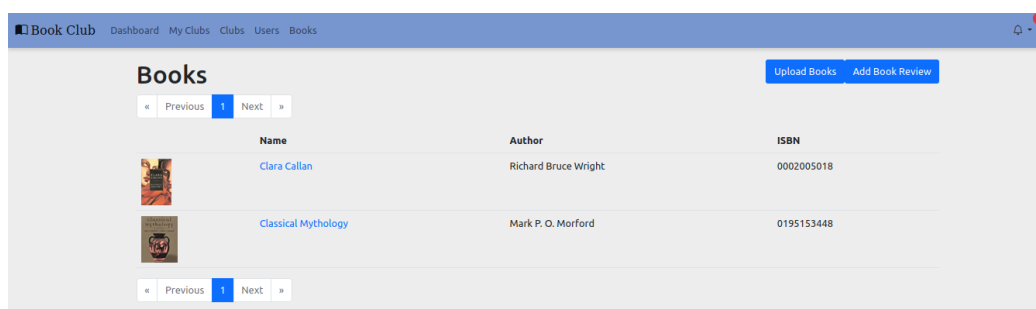 Book Club Dashboard My Clubs Clubs Users Books
Books
Upload Books Add Book Review
« Previous 1 Next »
Name Author ISBN
Clara Callan Richard Bruce Wright 0002005018
Classical Mythology Mark P. O. Morford 0195153448
« Previous 1 Next »